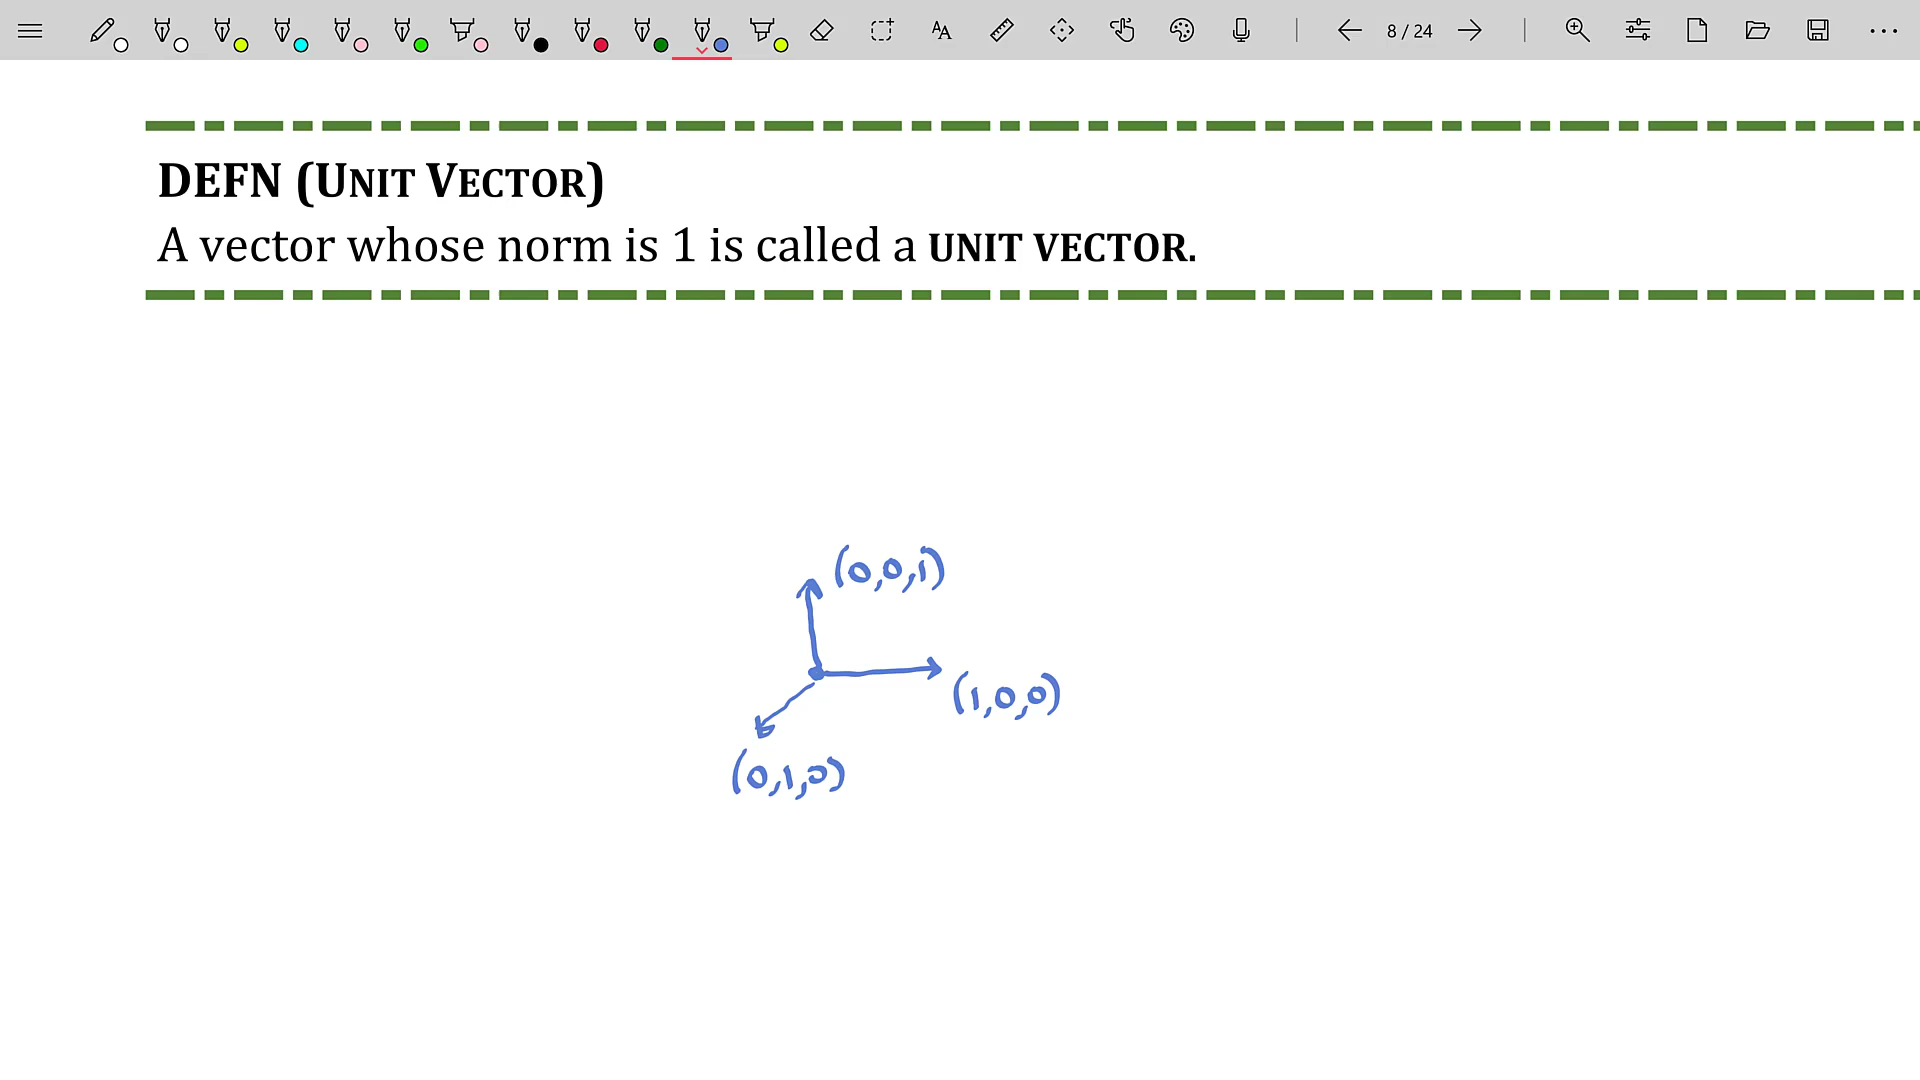 8 / 24
DEFN (UNIT VECTOR)
A vector whose norm is 1 is called a UNIT VECTOR.
(0,0,1)
(1,0,0)
(0,1,0)